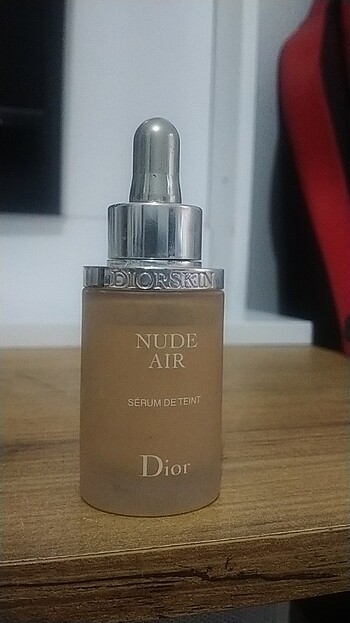 DIORSKIN
NUDE
AIR
SÉRUM DE TEINT
Dior